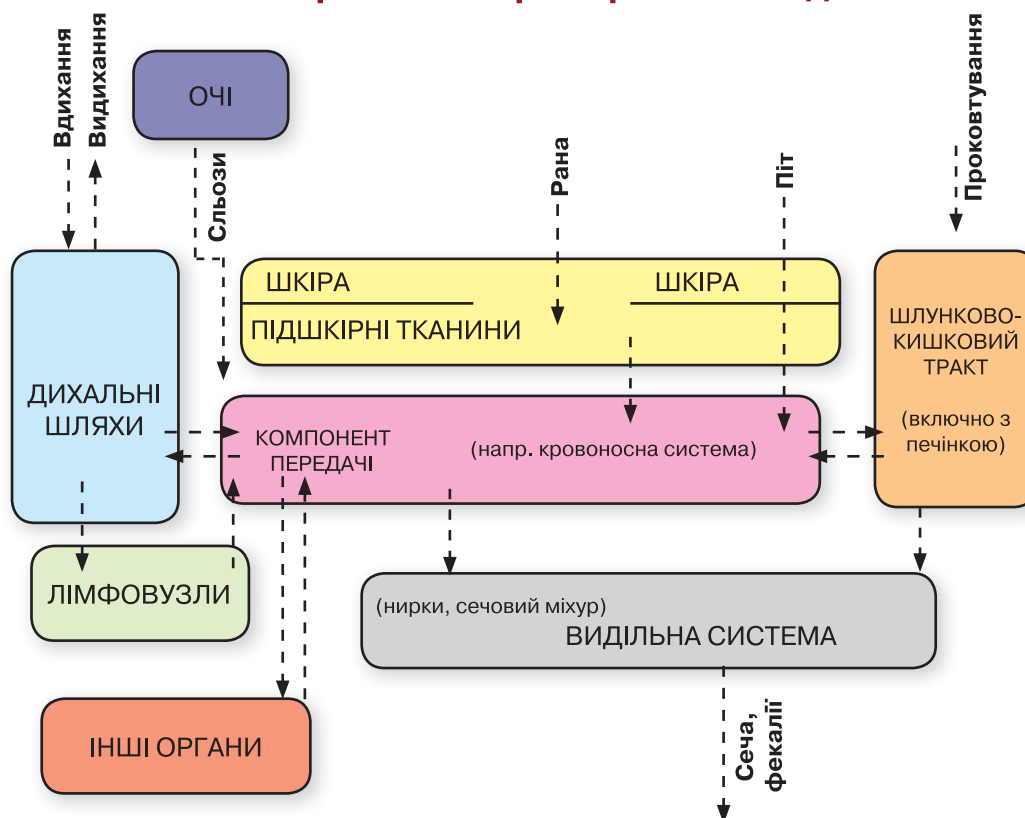 Вдихання
Видихання
ОЧІ
Сльози
Рана
Піт
Проковтування
ШКІРА
ШКІРА
ПІДШКІРНІ ТКАНИНИ
ДИХАЛЬНІ
ШЛЯХИ
КОМПОНЕНТ
ПЕРЕДАЧІ
(напр. кровоносна система)
ШЛУНКОВО-
КИШКОВИЙ
ТРАКТ
(включно з
печінкою)
ЛІМФОВУЗЛИ
(нирки, сечовий міхур)
ВИДІЛЬНА СИСТЕМА
ІНШІ ОРГАНИ
Сеча,
фекалії